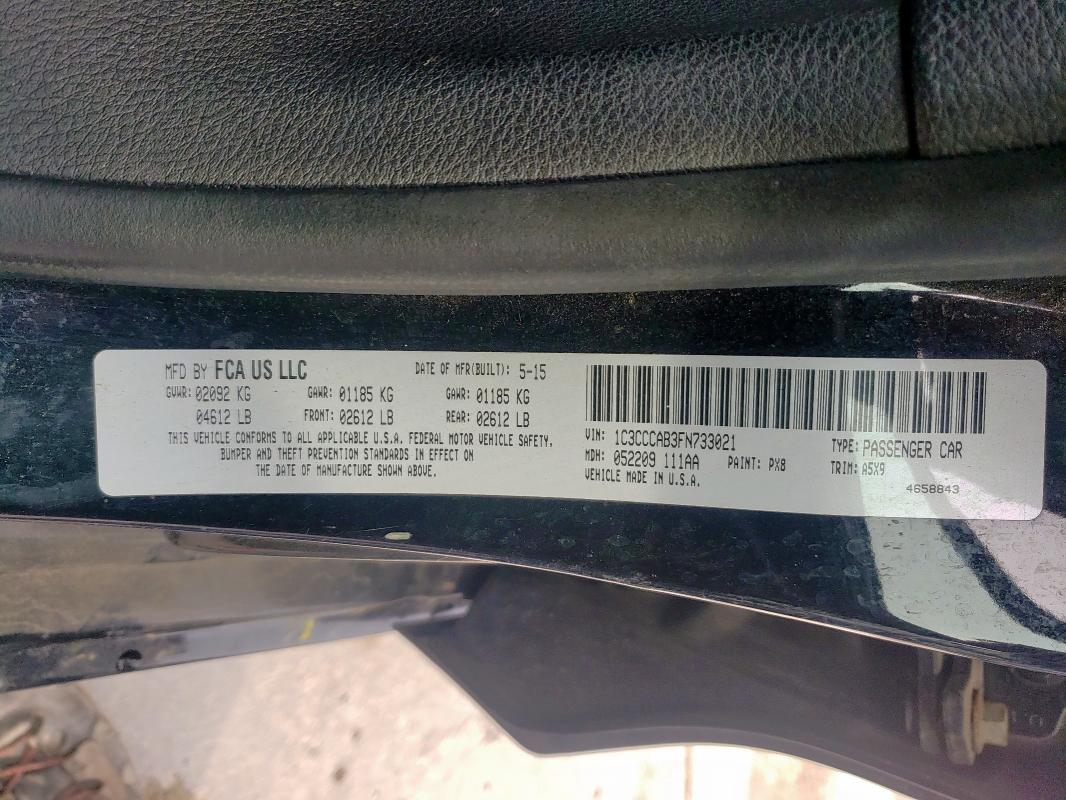 MFD BY FCA US LLC DATE OF MFR(BUILT): 5-15
GVWR: 02092 KG GAWR: 01185 KG GAWR: 01185 KG
04612 LB FRONT: 02612 LB REAR: 02612 LB
THIS VEHICLE CONFORMS TO ALL APPLICABLE U.S.A. FEDERAL MOTOR VEHICLE SAFETY,
BUMPER AND THEFT PREVENTION STANDARDS IN EFFECT ON
THE DATE OF MANUFACTURE SHOWN ABOVE.
VIN: 1C3CCCAB3FN733021 TYPE: PASSENGER CAR
MDH: 052209 111AA PAINT: PX8 TRIM: A5X9
VEHICLE MADE IN U.S.A.
4658843